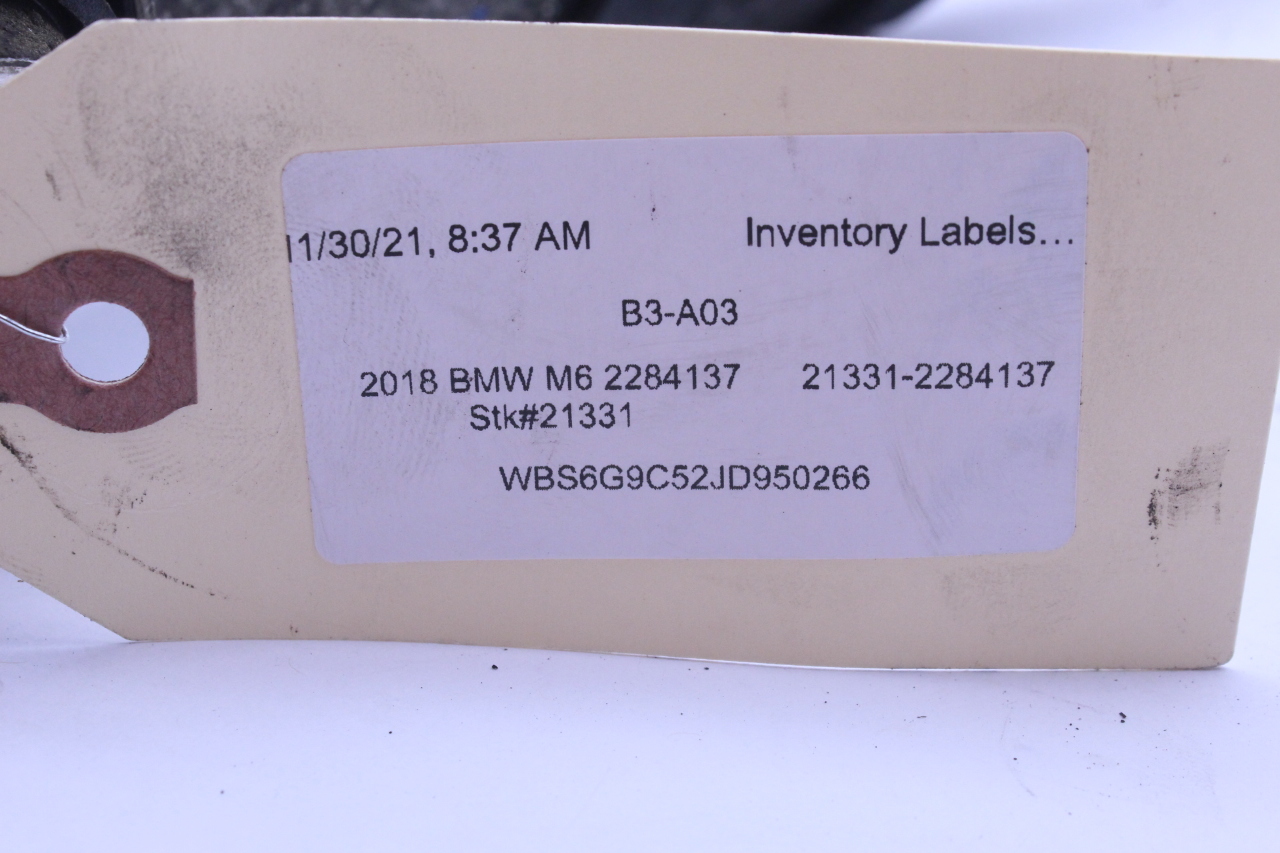 11/30/21, 8:37 AM Inventory Labels...
B3-A03
2018 BMW M6 2284137 21331-2284137
Stk#21331
WBS6G9C52JD950266